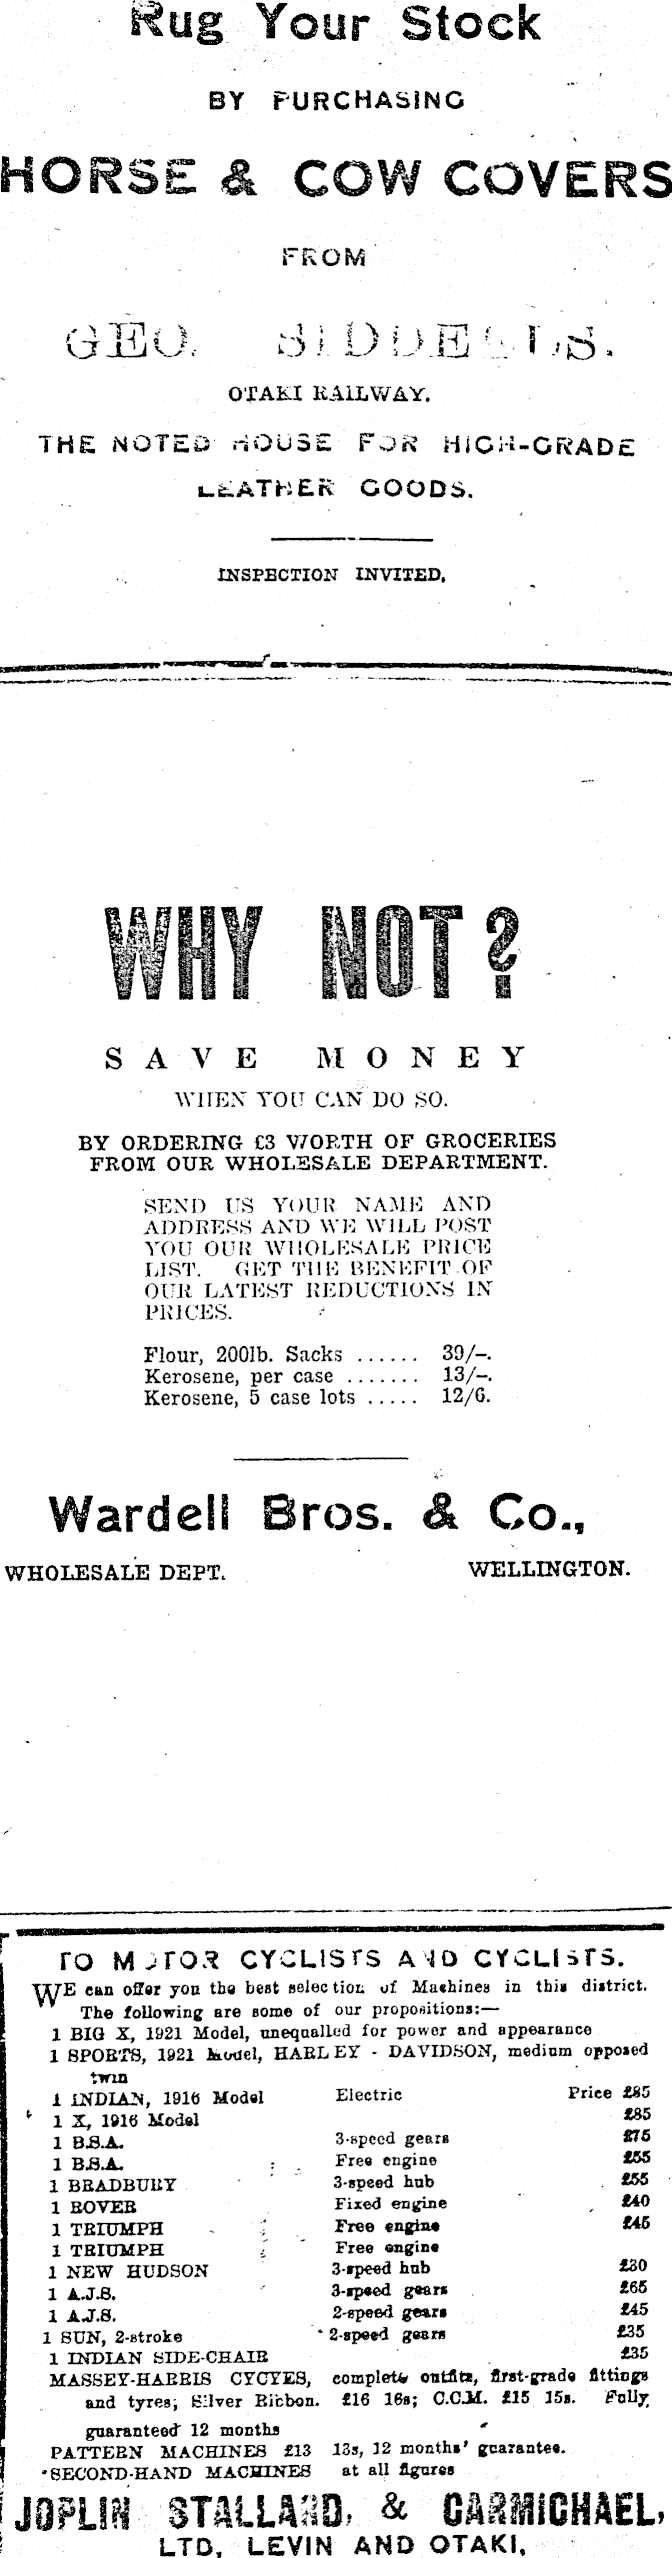 Rug Your Stock
BY PURCHASING
HORSE & COW COVERS
FROM
GEO. SIDDELLS.
OTAKI RAILWAY.
THE NOTED HOUSE FOR HIGH-GRADE
LEATHER GOODS.
INSPECTION INVITED.
WHY NOT?
SAVE MONEY
WHEN YOU CAN DO SO.
BY ORDERING £3 WORTH OF GROCERIES
FROM OUR WHOLESALE DEPARTMENT.
SEND US YOUR NAME AND
ADDRESS AND WE WILL POST
YOU OUR WHOLESALE PRICE
LIST. GET THE BENEFIT OF
OUR LATEST REDUCTIONS IN
PRICES.
Flour, 200lb. Sacks ...... 39/-.
Kerosene, per case ....... 13/-.
Kerosene, 5 case lots ..... 12/6.
Wardell Bros. & Co.,
WHOLESALE DEPT. WELLINGTON.
TO MOTOR CYCLISTS AND CYCLISTS.
WE can offer you the best selection of Machines in this district.
The following are some of our propositions:—
1 BIG X, 1921 Model, unequalled for power and appearance
1 SPORTS, 1921 Model, HARLEY - DAVIDSON, medium opposed
twin
1 INDIAN, 1916 Model Electric Price £85
1 X, 1916 Model £85
1 B.S.A. 3-speed gears £75
1 B.S.A. Free engine £55
1 BRADBURY 3-speed hub £55
1 ROVER Fixed engine £40
1 TRIUMPH Free engine £45
1 TRIUMPH Free engine
1 NEW HUDSON 3-speed hub £30
1 A.J.S. 3-speed gears £65
1 A.J.S. 2-speed gears £45
1 SUN, 2-stroke 2-speed gears £35
1 INDIAN SIDE-CHAIR £35
MASSEY-HARRIS CYCYES, complete outfits, first-grade fittings
and tyres; Silver Ribbon. £16 16s; C.C.M. £15 15s. Fully
guaranteed 12 months
PATTERN MACHINES £13 13s, 12 months' guarantee.
SECOND-HAND MACHINES at all figures
JOPLIN STALLARD, & CARMICHAEL,
LTD, LEVIN AND OTAKI,